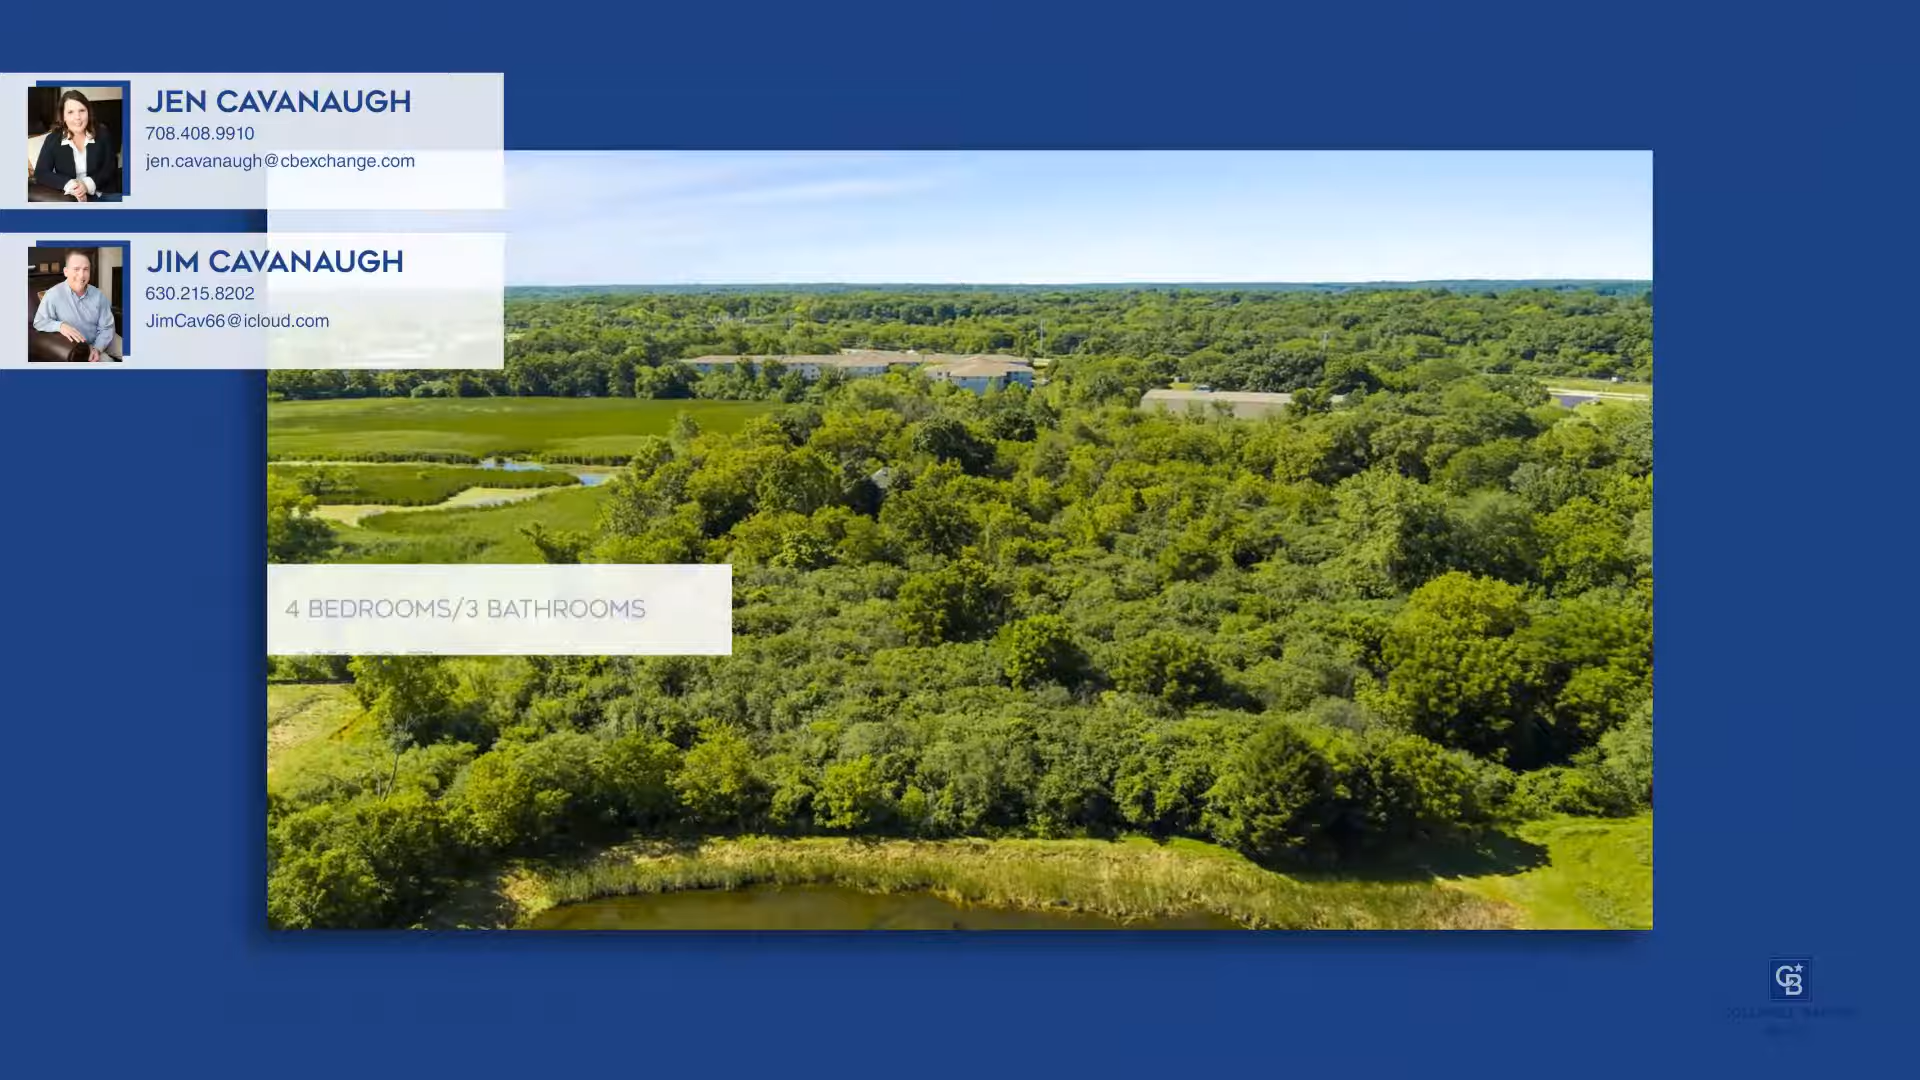 JEN CAVANAUGH
708.408.9910
jen.cavanaugh@cbexchange.com
JIM CAVANAUGH
630.215.8202
JimCav66@icloud.com
4 BEDROOMS/3 BATHROOMS
CB